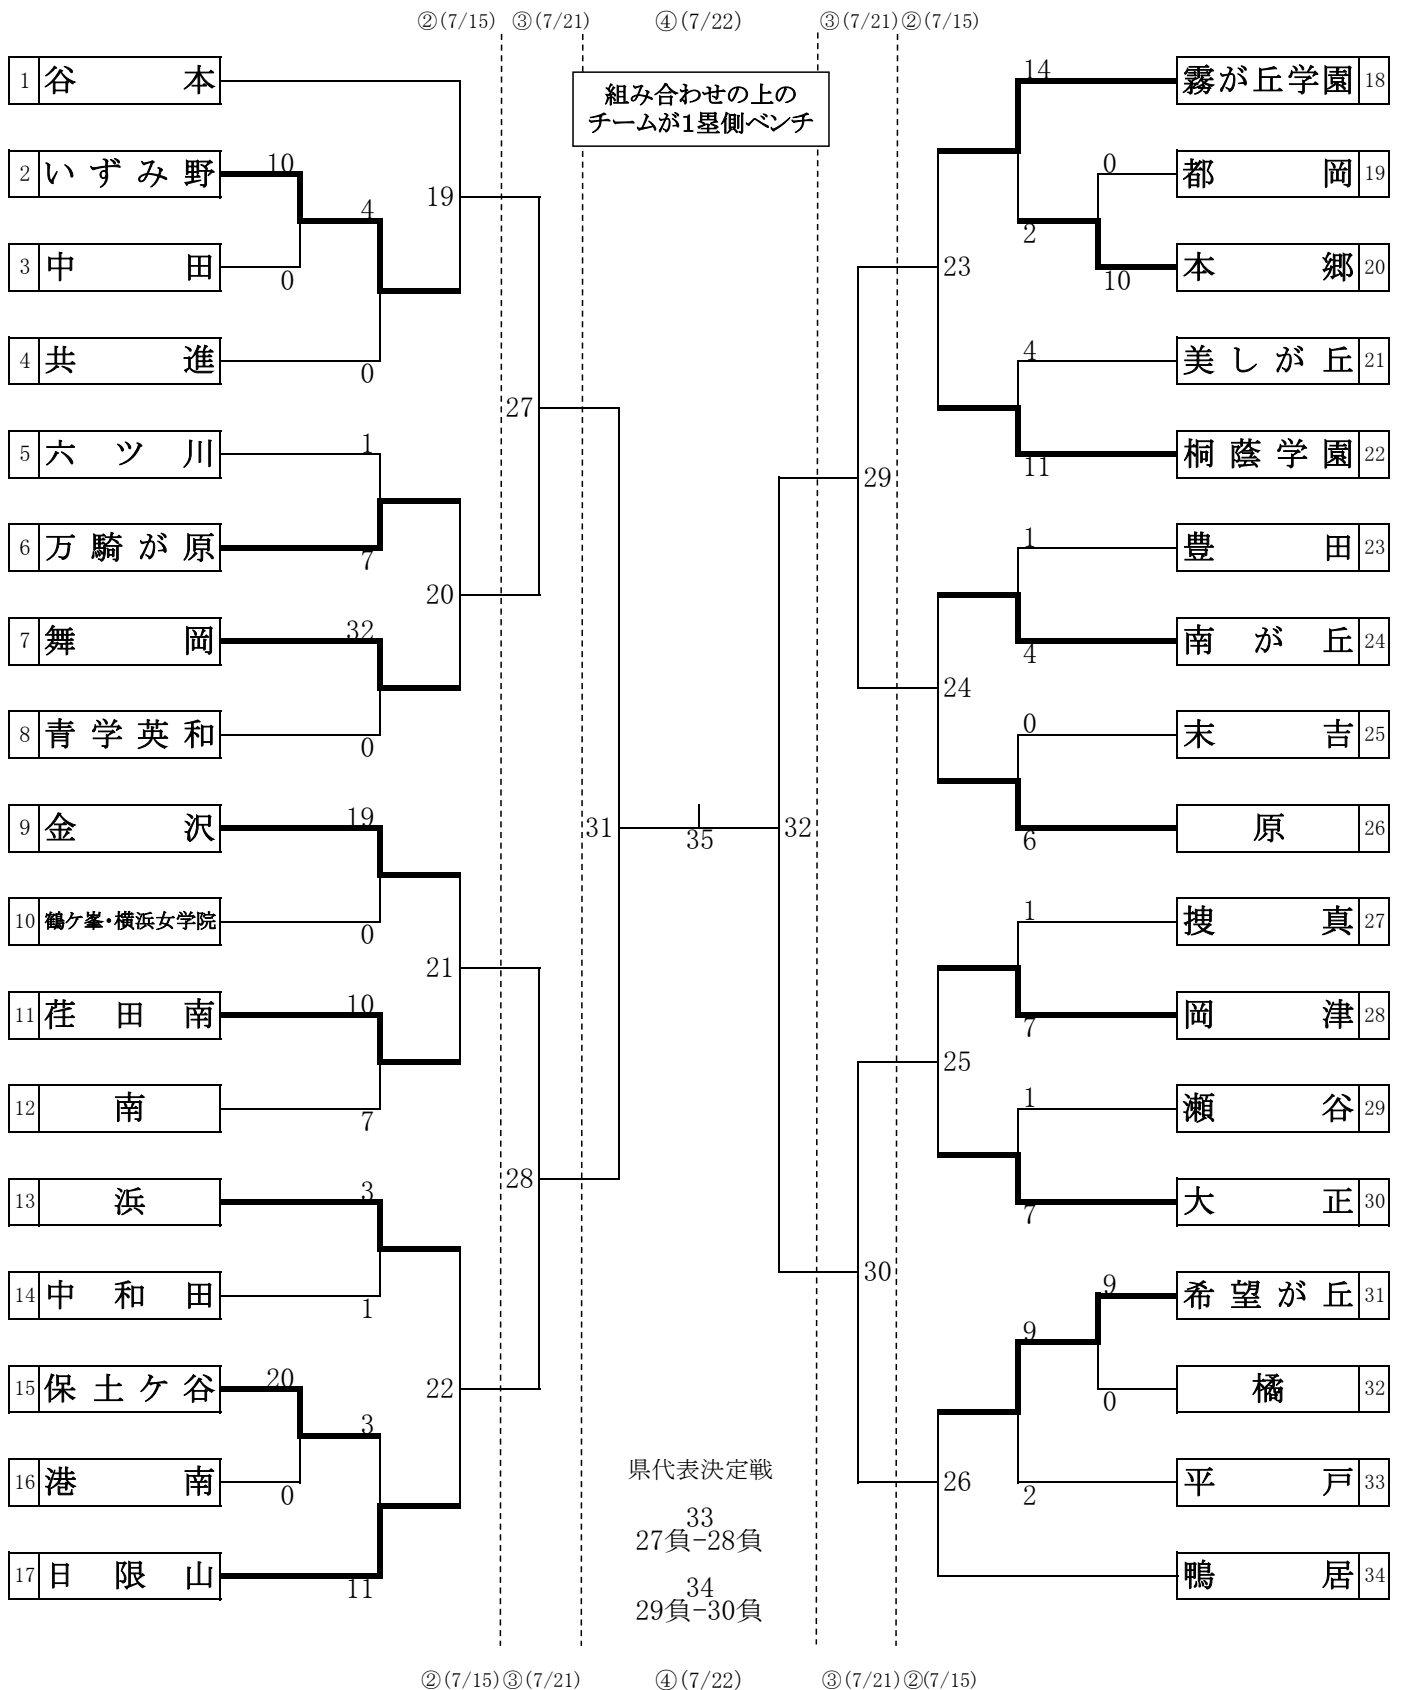 ②(7/15) ③(7/21) ④(7/22) ③(7/21) ②(7/15)
組み合わせの上の
チームが1塁側ベンチ
1 谷本
2 いずみ野
10
3 中田
0
4
4 共進
0
19
5 六ツ川
1
6 万騎が原
7
7 舞岡
32
8 青学英和
0
20
27
9 金沢
19
10 鶴ケ峯・横浜女学院
0
11 荏田南
10
12 南
7
21
13 浜
3
14 中和田
1
15 保土ケ谷
20
16 港南
0
3
17 日限山
11
22
28
31
35
32
霧が丘学園 18
14
都岡 19
0
本郷 20
10
2
23
美しが丘 21
4
桐蔭学園 22
11
29
豊田 23
1
南が丘 24
4
24
末吉 25
0
原 26
6
捜真 27
1
岡津 28
7
25
瀬谷 29
1
大正 30
7
30
希望が丘 31
9
橘 32
0
9
平戸 33
2
26
鴨居 34
県代表決定戦
33
27負-28負
34
29負-30負
②(7/15) ③(7/21) ④(7/22) ③(7/21) ②(7/15)